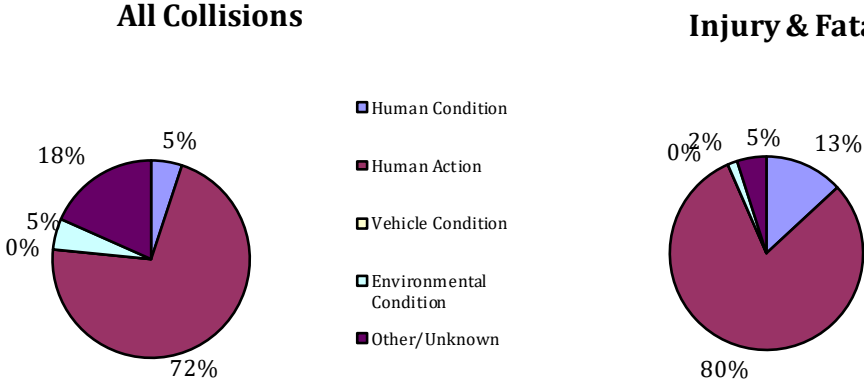 All Collisions
5%
18%
5%
0%
72%
Human Condition
Human Action
Vehicle Condition
Environmental
Condition
Other/Unknown
Injury &
0%
2%
5%
13%
80%